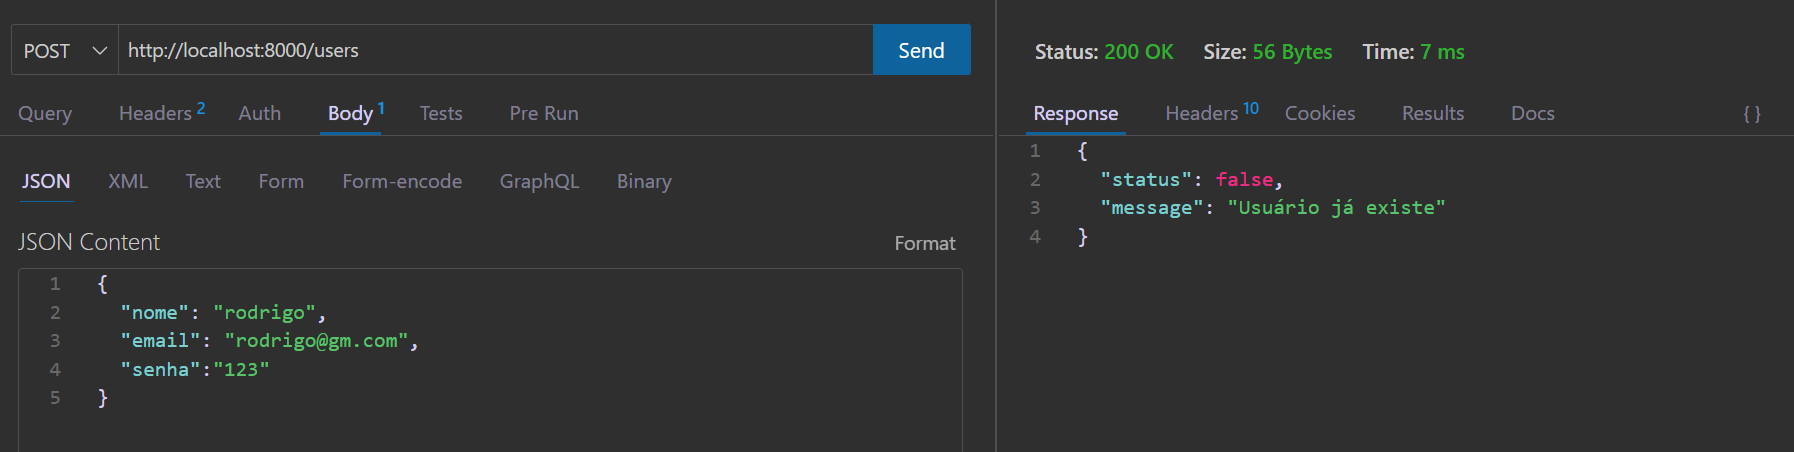 POST http://localhost:8000/users Send
Query Headers 2 Auth Body 1 Tests Pre Run
JSON XML Text Form Form-encode GraphQL Binary
JSON Content Format
1 {
2 "nome": "rodrigo",
3 "email": "rodrigo@gm.com",
4 "senha":"123"
5 }
Status: 200 OK Size: 56 Bytes Time: 7 ms
Response Headers 10 Cookies Results Docs { }
1 {
2 "status": false,
3 "message": "Usuário já existe"
4 }